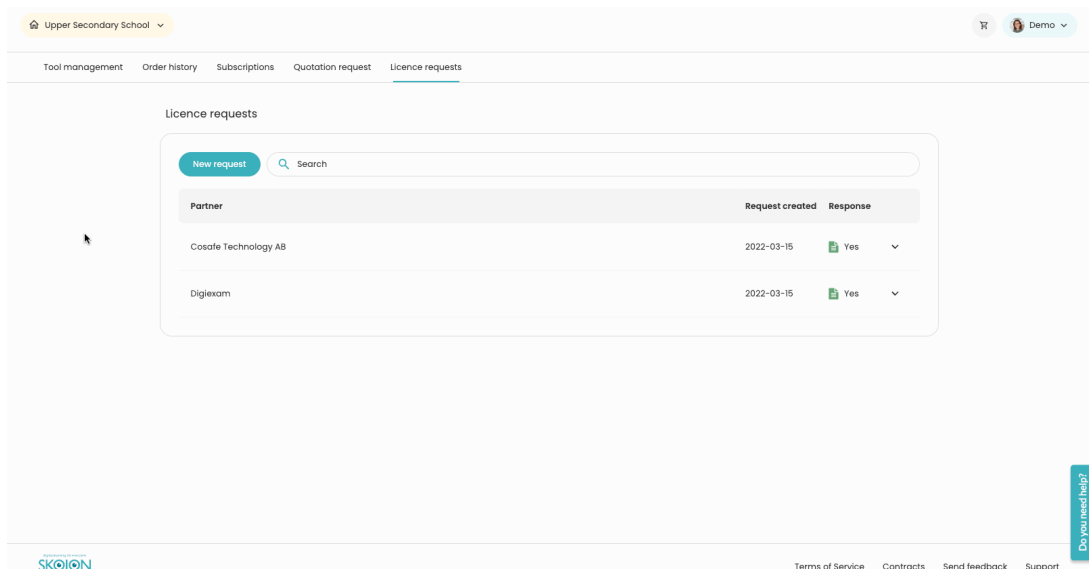 Upper Secondary School
Demo
Tool management Order history Subscriptions Quotation request Licence requests
Licence requests
New request Search
Partner Request created Response
Cosafe Technology AB 2022-03-15 Yes
Digiexam 2022-03-15 Yes
Do you need help?
SKOLON
Terms of Service Contracts Send feedback Support